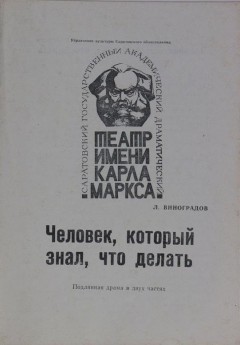 Управление культуры Саратовского облисполкома
САРАТОВСКИЙ ГОСУДАРСТВЕННЫЙ АКАДЕМИЧЕСКИЙ ДРАМАТИЧЕСКИЙ
ТЕАТР
ИМЕНИ
КАРЛА
МАРКСА
Л. ВИНОГРАДОВ
Человек, который
знал, что делать
Подлинная драма в двух частях